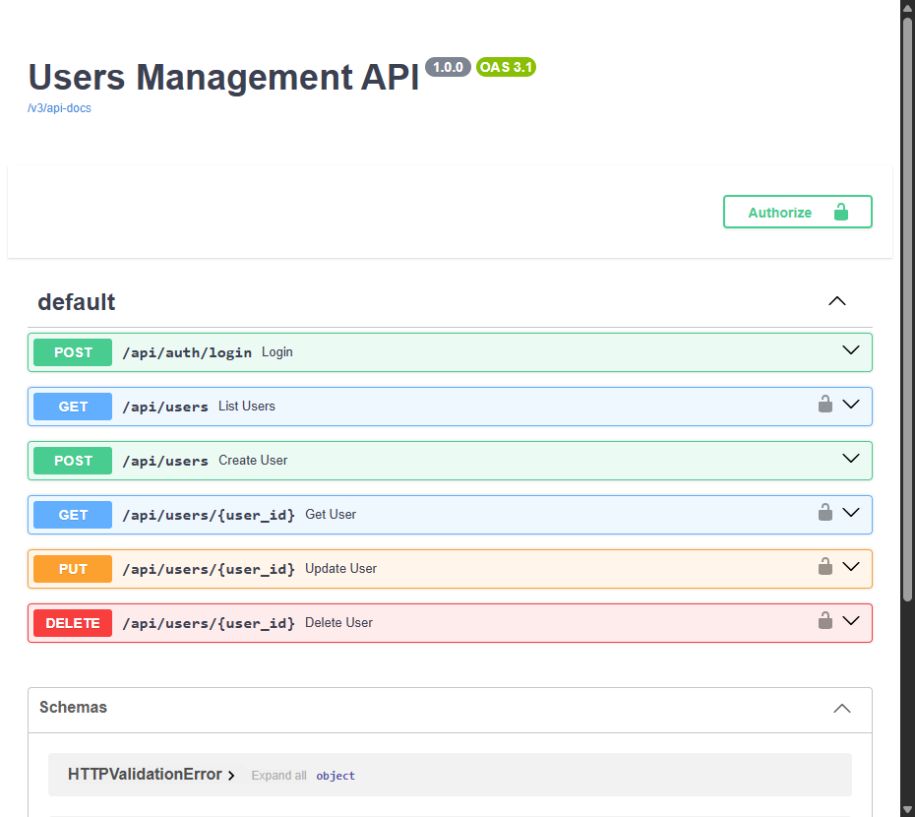 Users Management API 1.0.0 OAS 3.1
/v3/api-docs
Authorize
default
POST /api/auth/login Login
GET /api/users List Users
POST /api/users Create User
GET /api/users/{user_id} Get User
PUT /api/users/{user_id} Update User
DELETE /api/users/{user_id} Delete User
Schemas
HTTPValidationError Expand all object